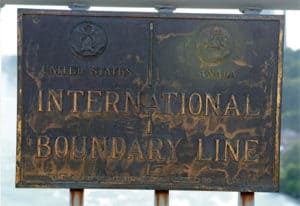 UNITED STATES CANADA
INTERNATIONAL
BOUNDARY LINE